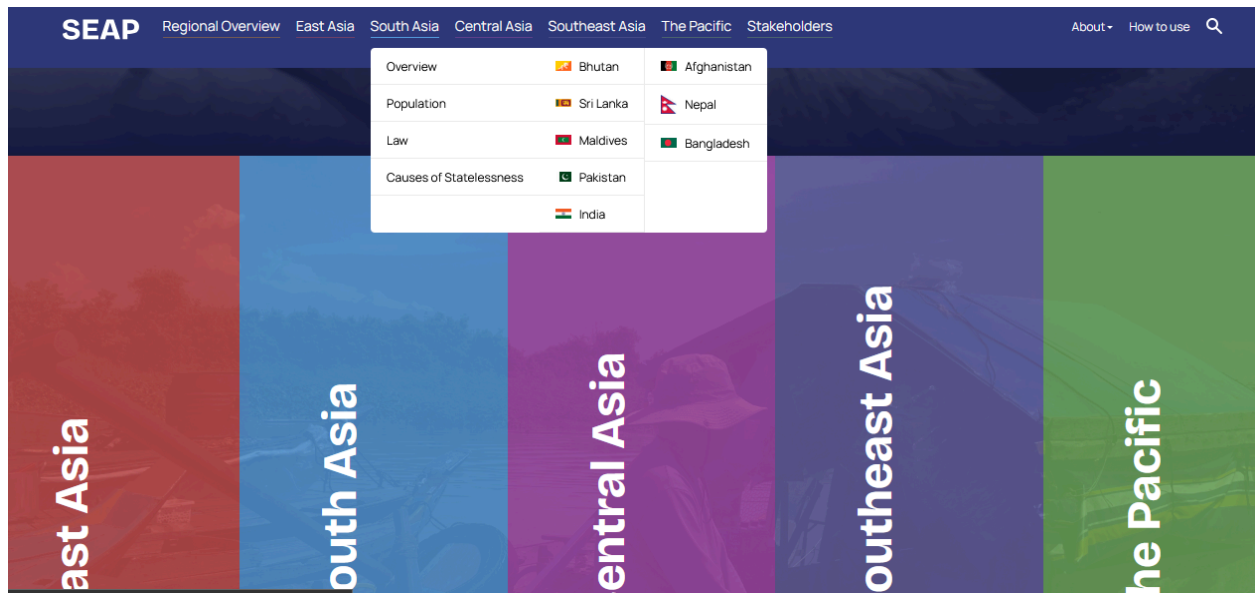 SEAP Regional Overview East Asia South Asia Central Asia Southeast Asia The Pacific Stakeholders About How to use
Overview Bhutan Afghanistan
Population Sri Lanka Nepal
Law Maldives Bangladesh
Causes of Statelessness Pakistan
India
ast Asia
outh Asia
entral Asia
outheast Asia
he Pacific